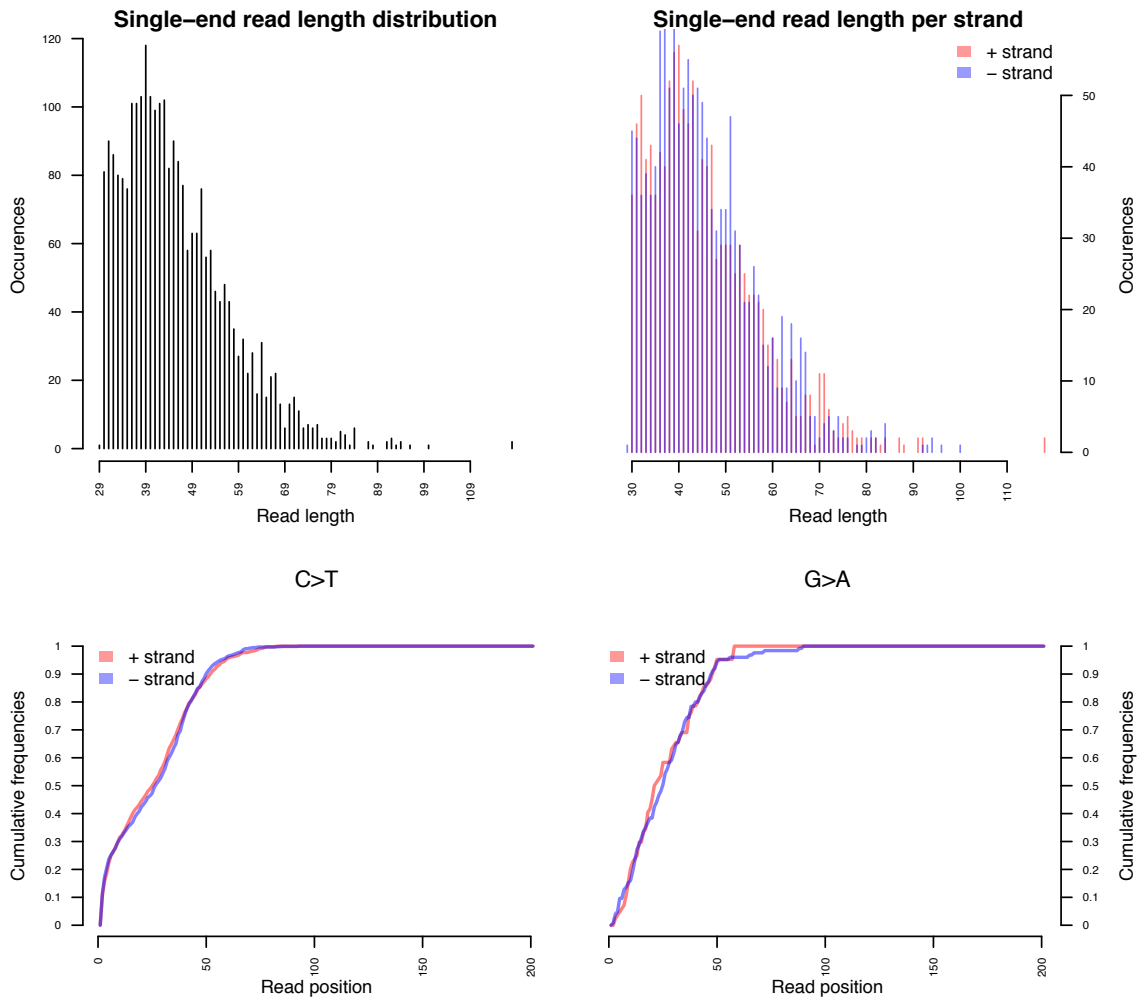 Single−end read length distribution
Occurences
120
100
80
60
40
20
0
29 39 49 59 69 79 89 99 109
Read length
Single−end read length per strand
+ strand
− strand
Occurences
50
40
30
20
10
0
30 40 50 60 70 80 90 100 110
Read length
C>T
+ strand
− strand
Cumulative frequencies
1
0.9
0.8
0.7
0.6
0.5
0.4
0.3
0.2
0.1
0
0 50 100 150 200
Read position
G>A
+ strand
− strand
Cumulative frequencies
1
0.9
0.8
0.7
0.6
0.5
0.4
0.3
0.2
0.1
0
0 50 100 150 200
Read position